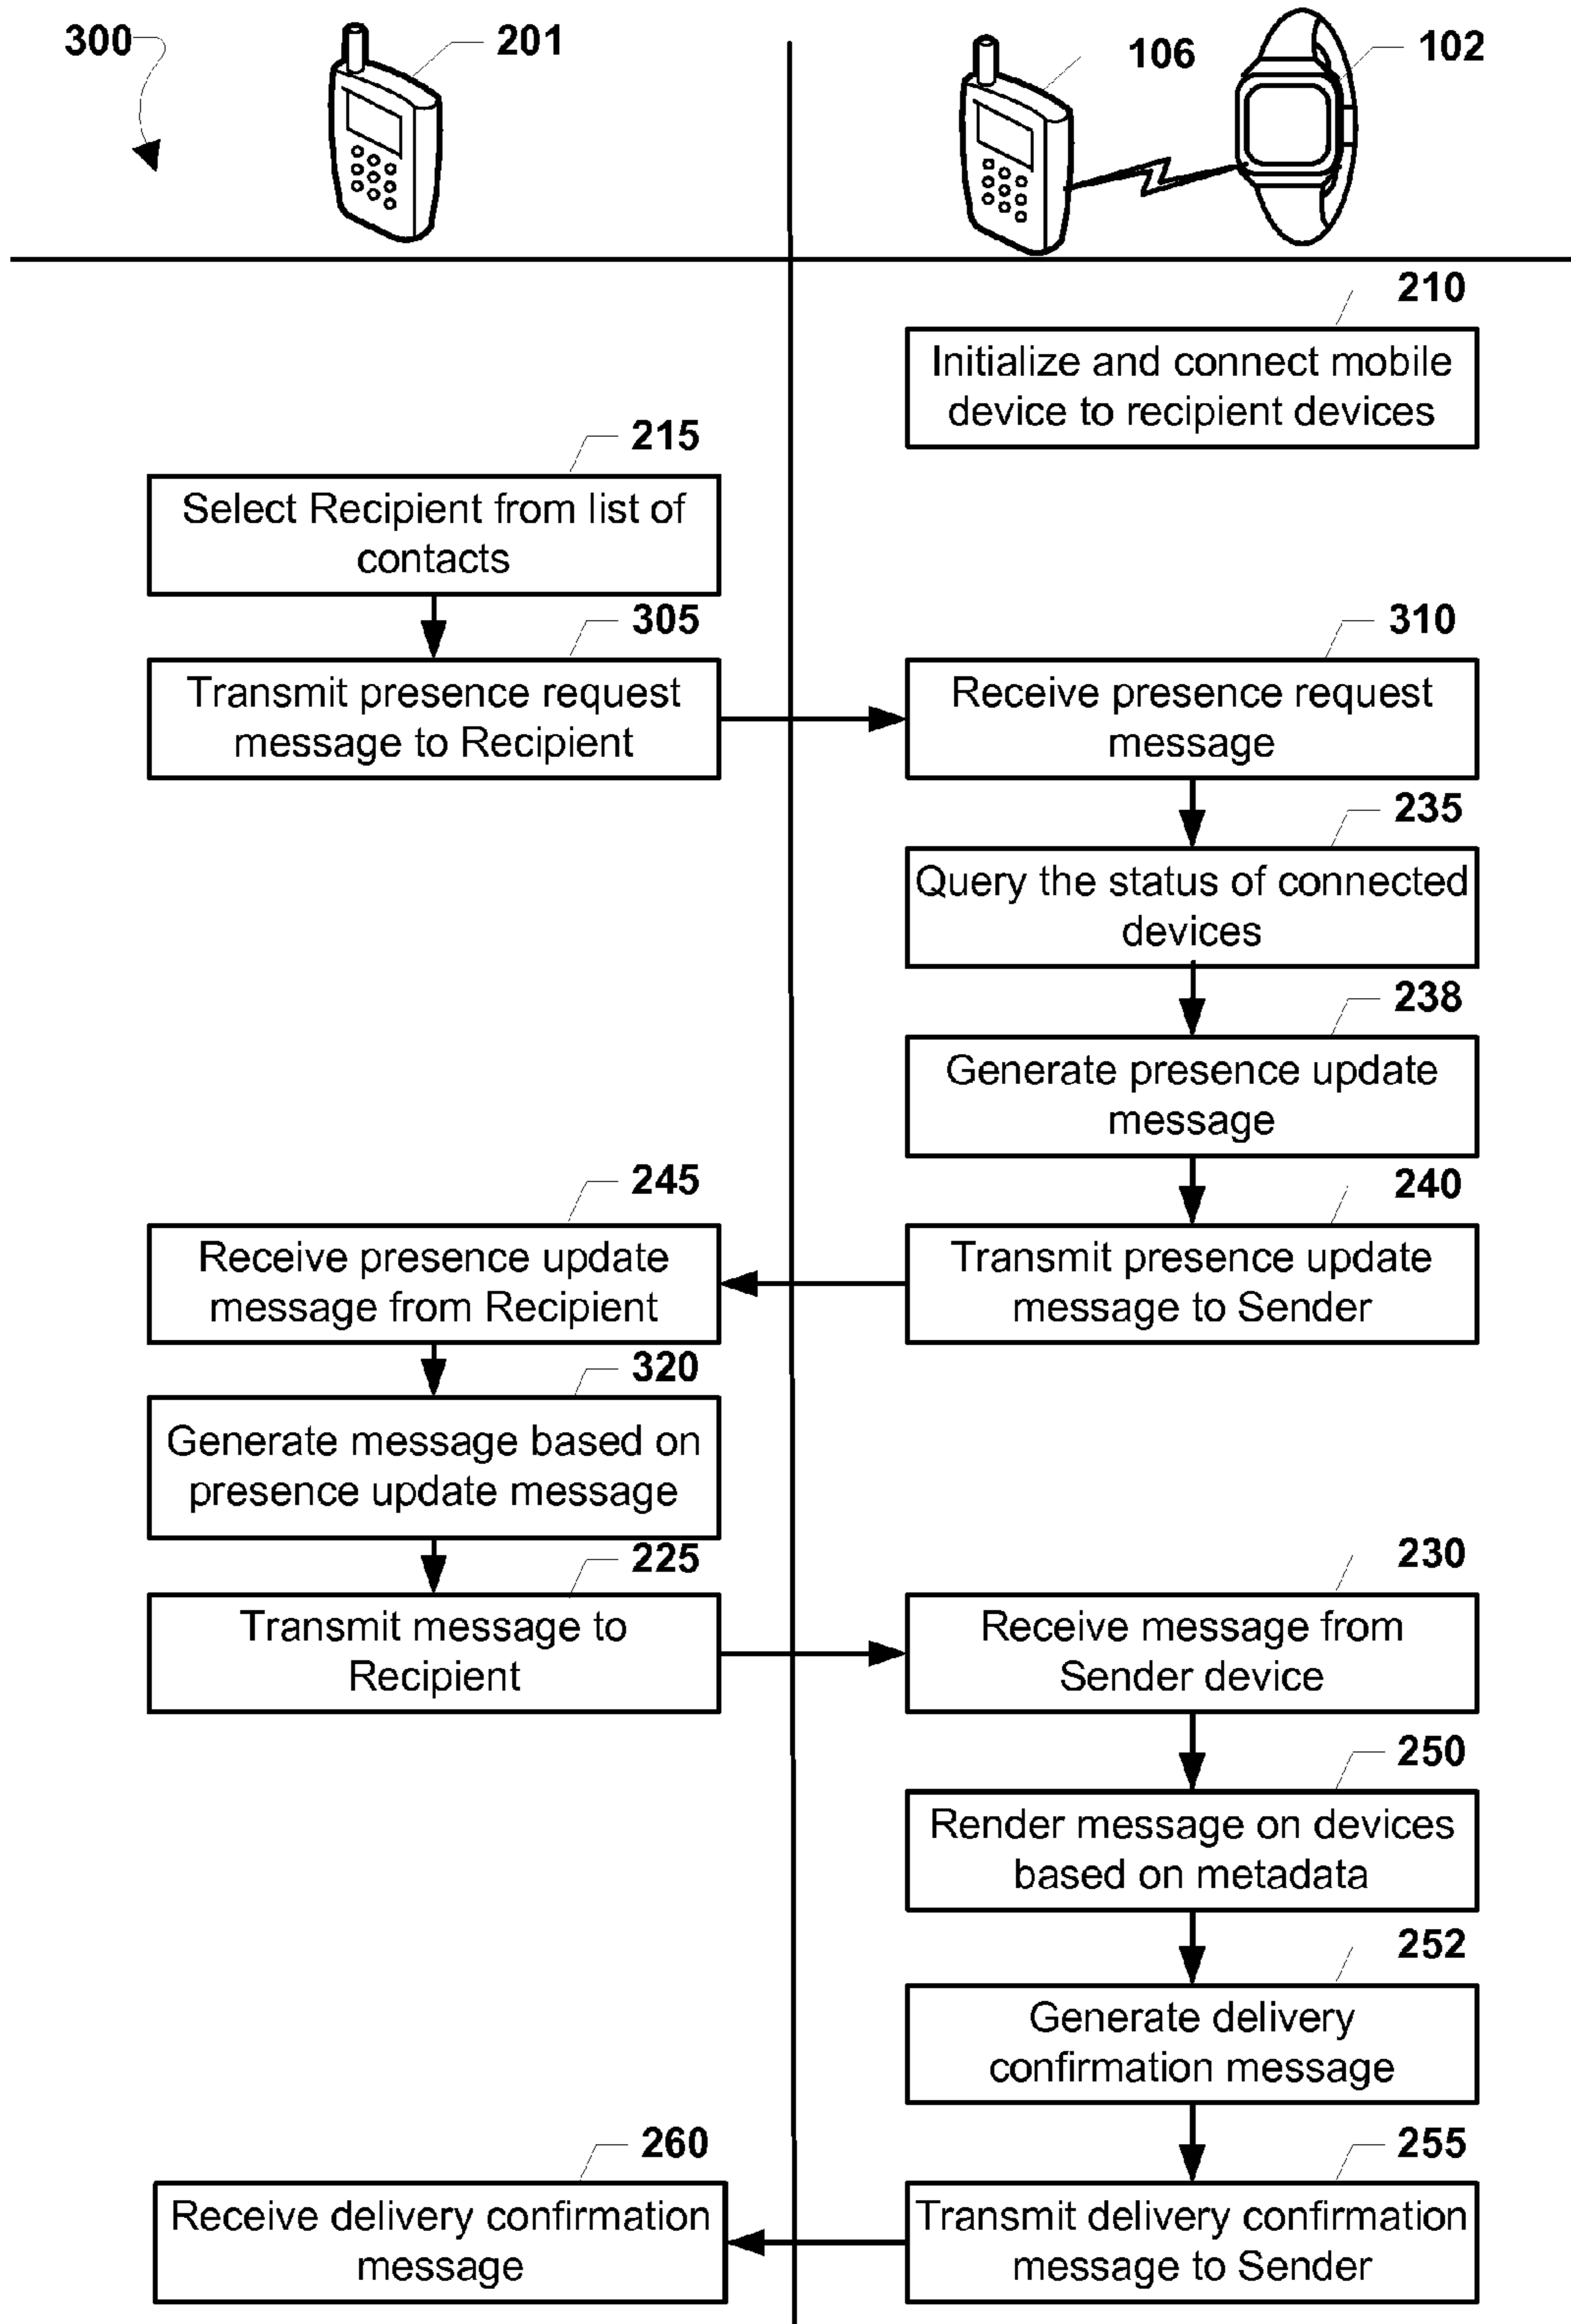 300
201
106
102
210
Initialize and connect mobile
device to recipient devices
215
Select Recipient from list of
contacts
305
Transmit presence request
message to Recipient
310
Receive presence request
message
235
Query the status of connected
devices
238
Generate presence update
message
240
Transmit presence update
message to Sender
245
Receive presence update
message from Recipient
320
Generate message based on
presence update message
225
Transmit message to
Recipient
230
Receive message from
Sender device
250
Render message on devices
based on metadata
252
Generate delivery
confirmation message
255
Transmit delivery confirmation
message to Sender
260
Receive delivery confirmation
message